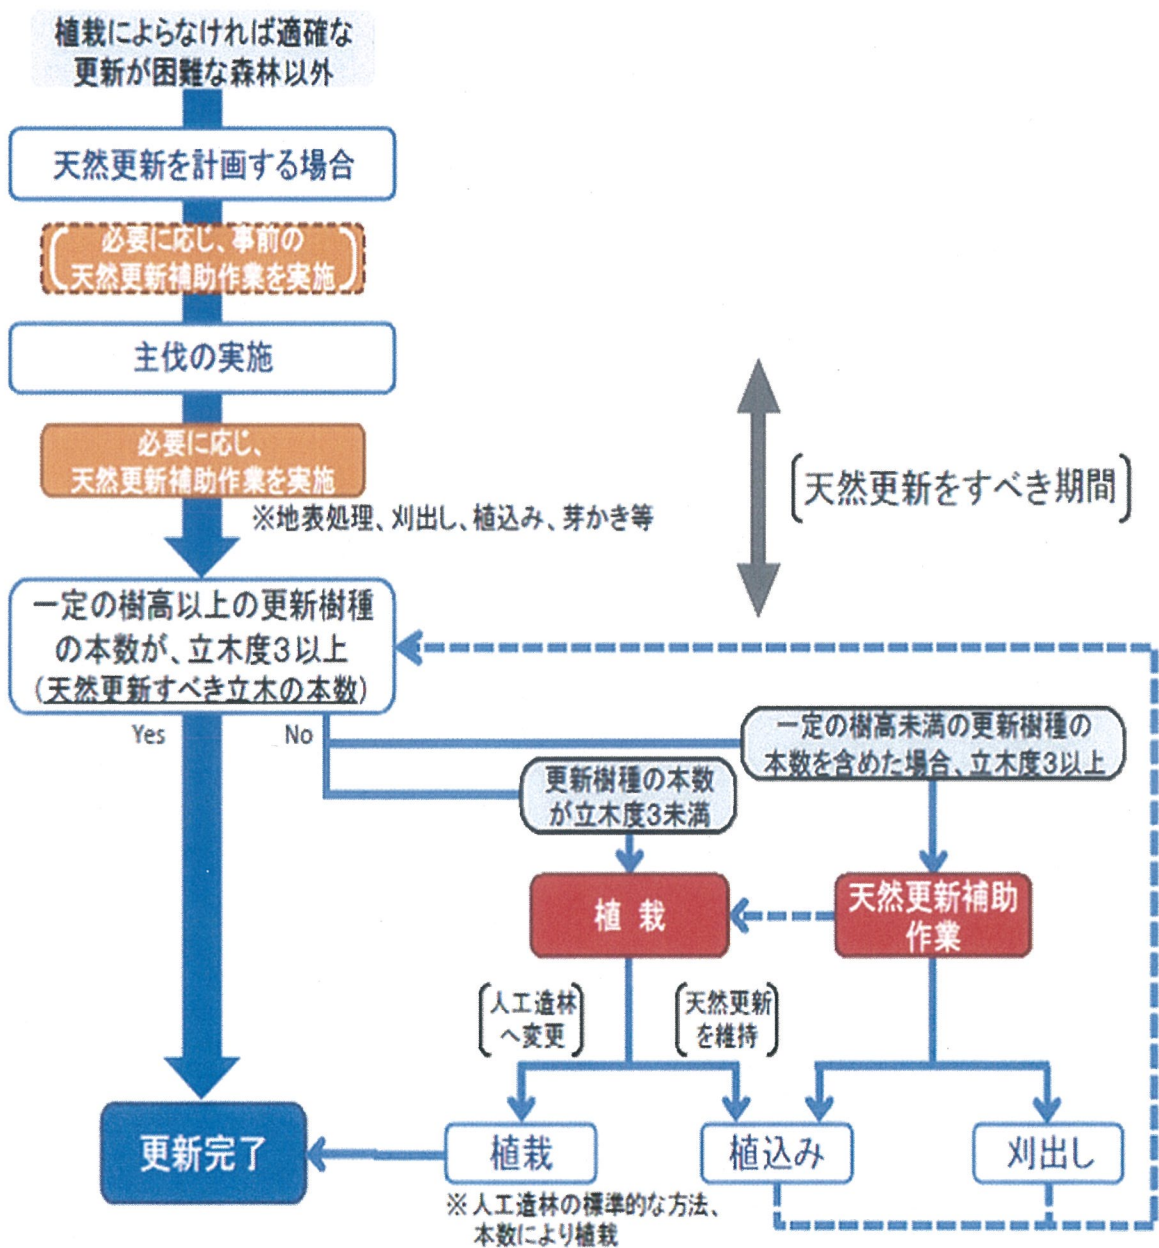 植栽によらなければ適確な
更新が困難な森林以外
天然更新を計画する場合
必要に応じ、事前の
天然更新補助作業を実施
主伐の実施
必要に応じ、
天然更新補助作業を実施
※地表処理、刈出し、植込み、芽かき等
天然更新をすべき期間
一定の樹高以上の更新樹種
の本数が、立木度3以上
(天然更新すべき立木の本数)
Yes
No
一定の樹高未満の更新樹種の
本数を含めた場合、立木度3以上
更新樹種の本数
が立木度3未満
植 栽
天然更新補助
作業
人工造林
へ変更
天然更新
を維持
更新完了
植栽
植込み
刈出し
※人工造林の標準的な方法、
本数により植栽